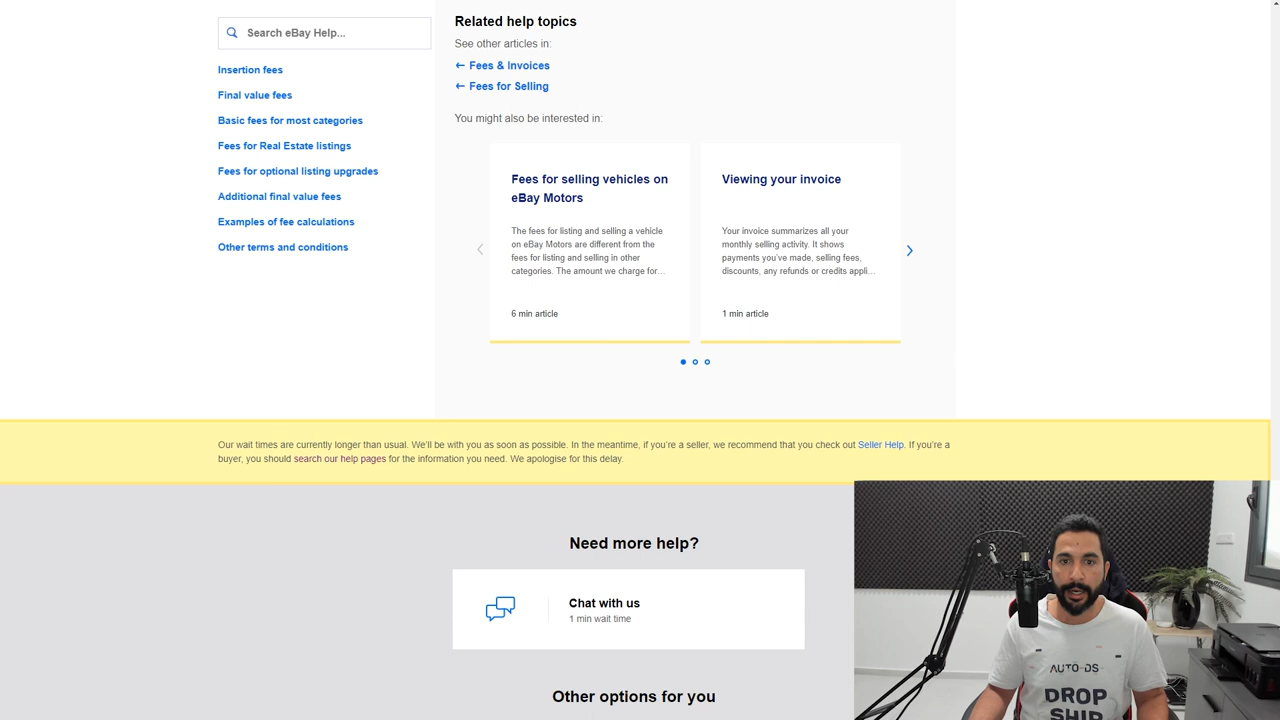 Search eBay Help...
Insertion fees
Final value fees
Basic fees for most categories
Fees for Real Estate listings
Fees for optional listing upgrades
Additional final value fees
Examples of fee calculations
Other terms and conditions
Related help topics
See other articles in:
← Fees & Invoices
← Fees for Selling
You might also be interested in:
Fees for selling vehicles on
eBay Motors
The fees for listing and selling a vehicle
on eBay Motors are different from the
fees for listing and selling in other
categories. The amount we charge for...
6 min article
Viewing your invoice
Your invoice summarizes all your
monthly selling activity. It shows
payments you've made, selling fees,
discounts, any refunds or credits appli...
1 min article
Our wait times are currently longer than usual. We'll be with you as soon as possible. In the meantime, if you're a seller, we recommend that you check out Seller Help. If you're a
buyer, you should search our help pages for the information you need. We apologise for this delay.
Need more help?
Chat with us
1 min wait time
Other options for you
AUTO DS
DROP
SHIP